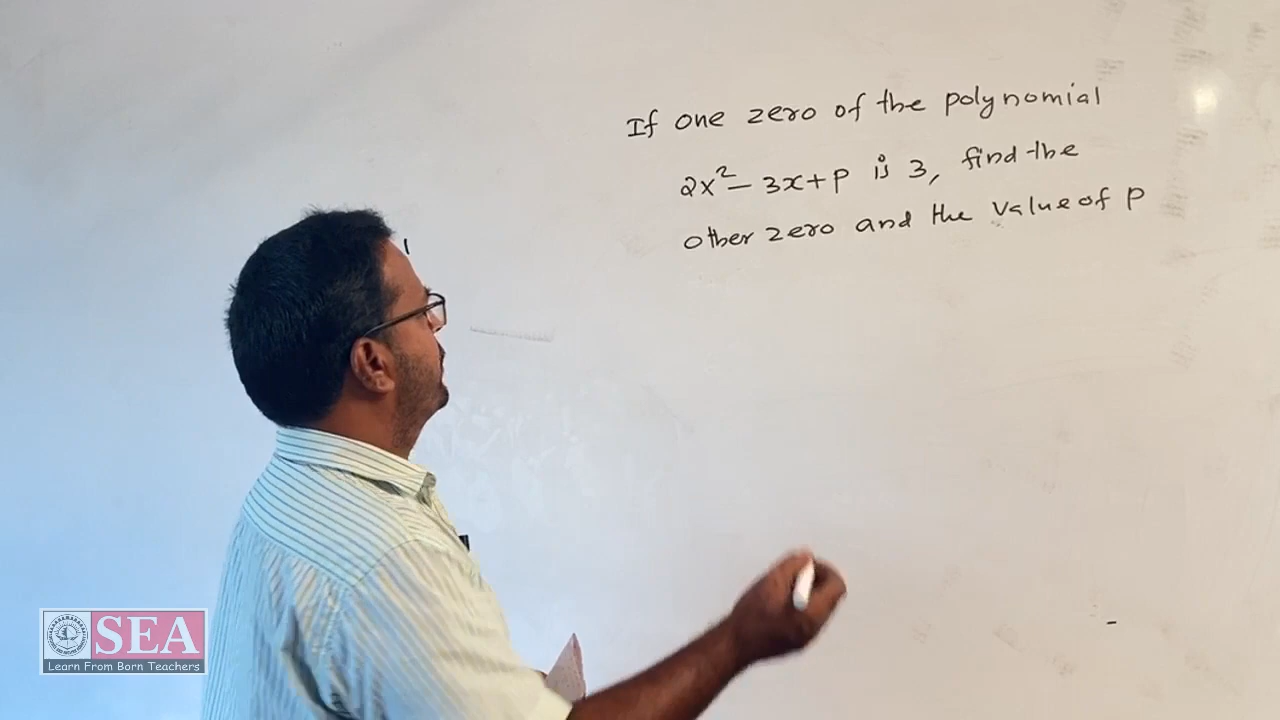 If one zero of the polynomial
2x² - 3x + P is 3, find the
other zero and the value of P
SEA
Learn From Born Teachers